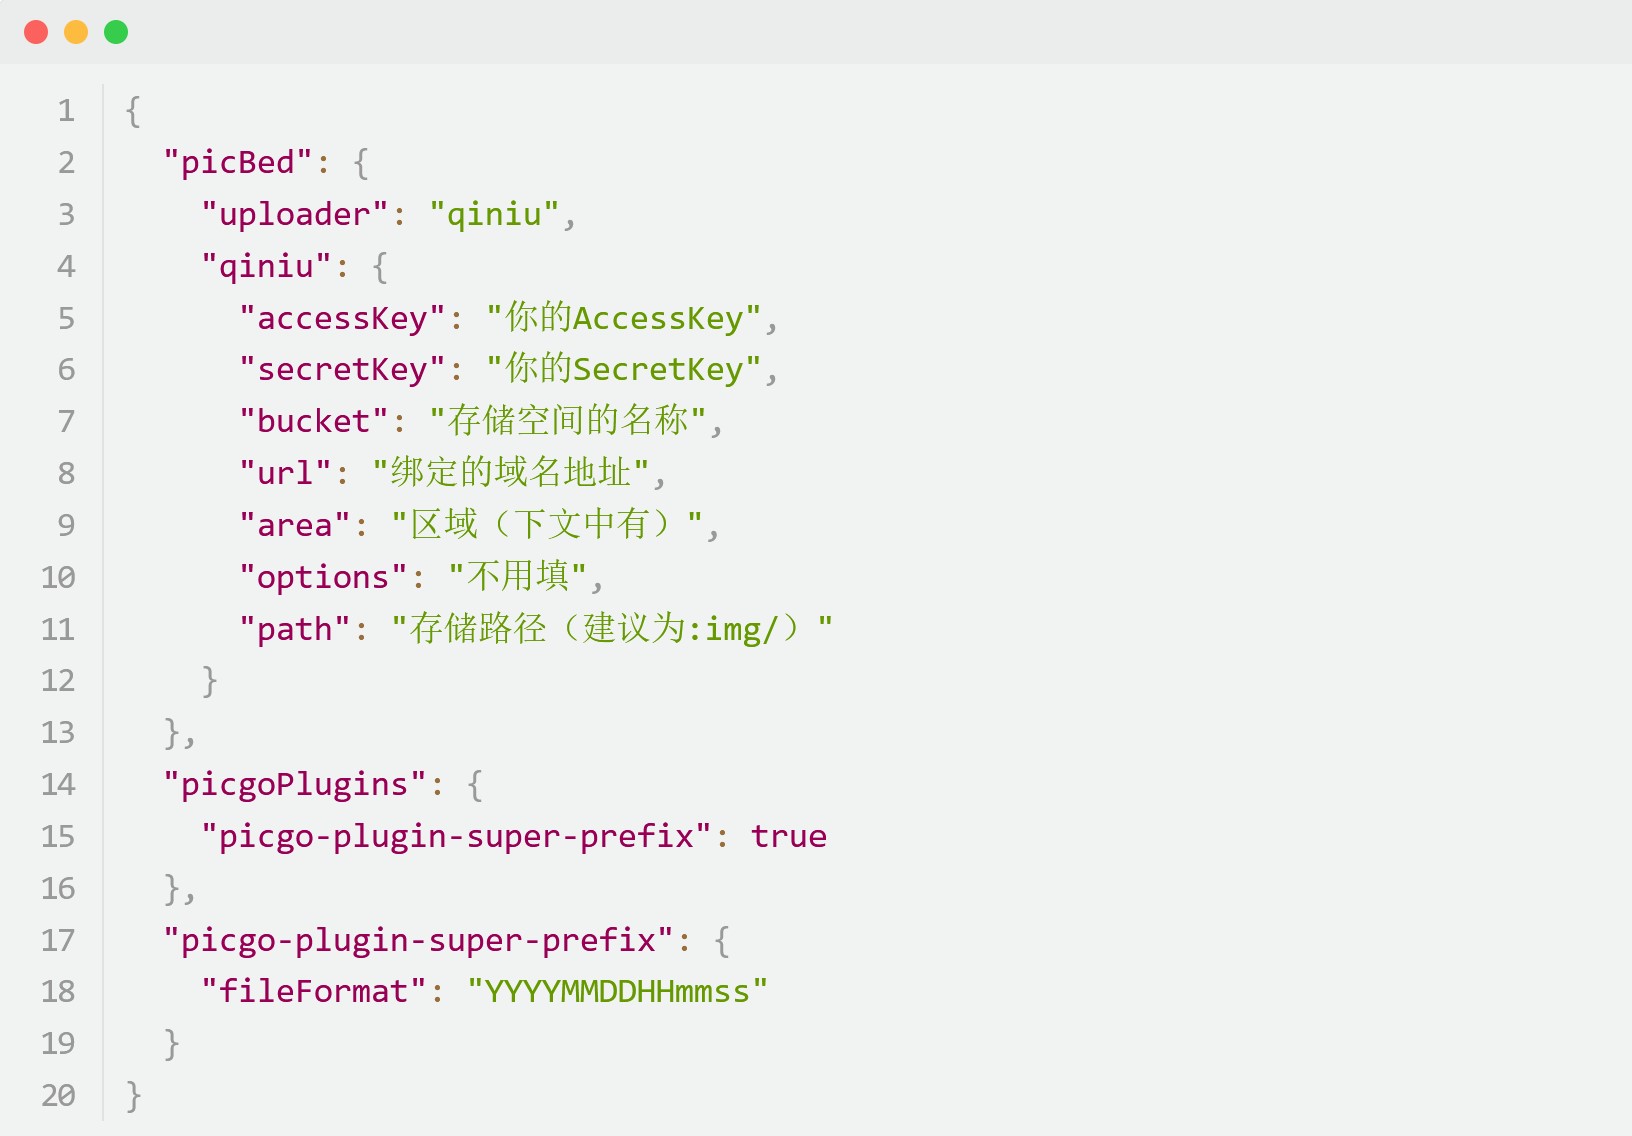 1 {
2   "picBed": {
3     "uploader": "qiniu",
4     "qiniu": {
5       "accessKey": "你的AccessKey",
6       "secretKey": "你的SecretKey",
7       "bucket": "存储空间的名称",
8       "url": "绑定的域名地址",
9       "area": "区域（下文中有）",
10       "options": "不用填",
11       "path": "存储路径（建议为:img/）"
12     }
13   },
14   "picgoPlugins": {
15     "picgo-plugin-super-prefix": true
16   },
17   "picgo-plugin-super-prefix": {
18     "fileFormat": "YYYYMMDDHHmmss"
19   }
20 }